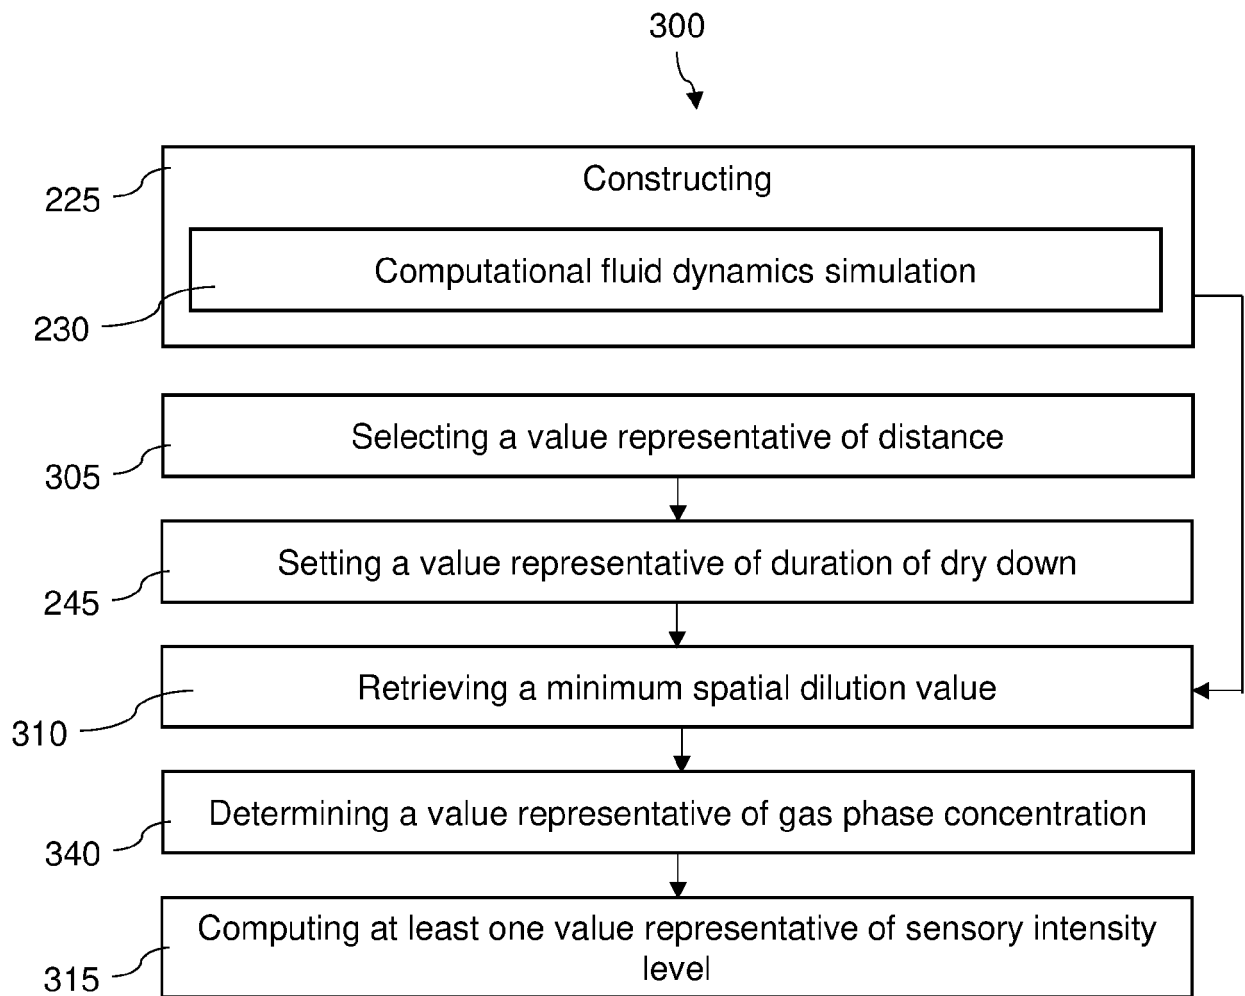 300
225
Constructing
Computational fluid dynamics simulation
230
Selecting a value representative of distance
305
Setting a value representative of duration of dry down
245
Retrieving a minimum spatial dilution value
310
Determining a value representative of gas phase concentration
340
Computing at least one value representative of sensory intensity
level
315